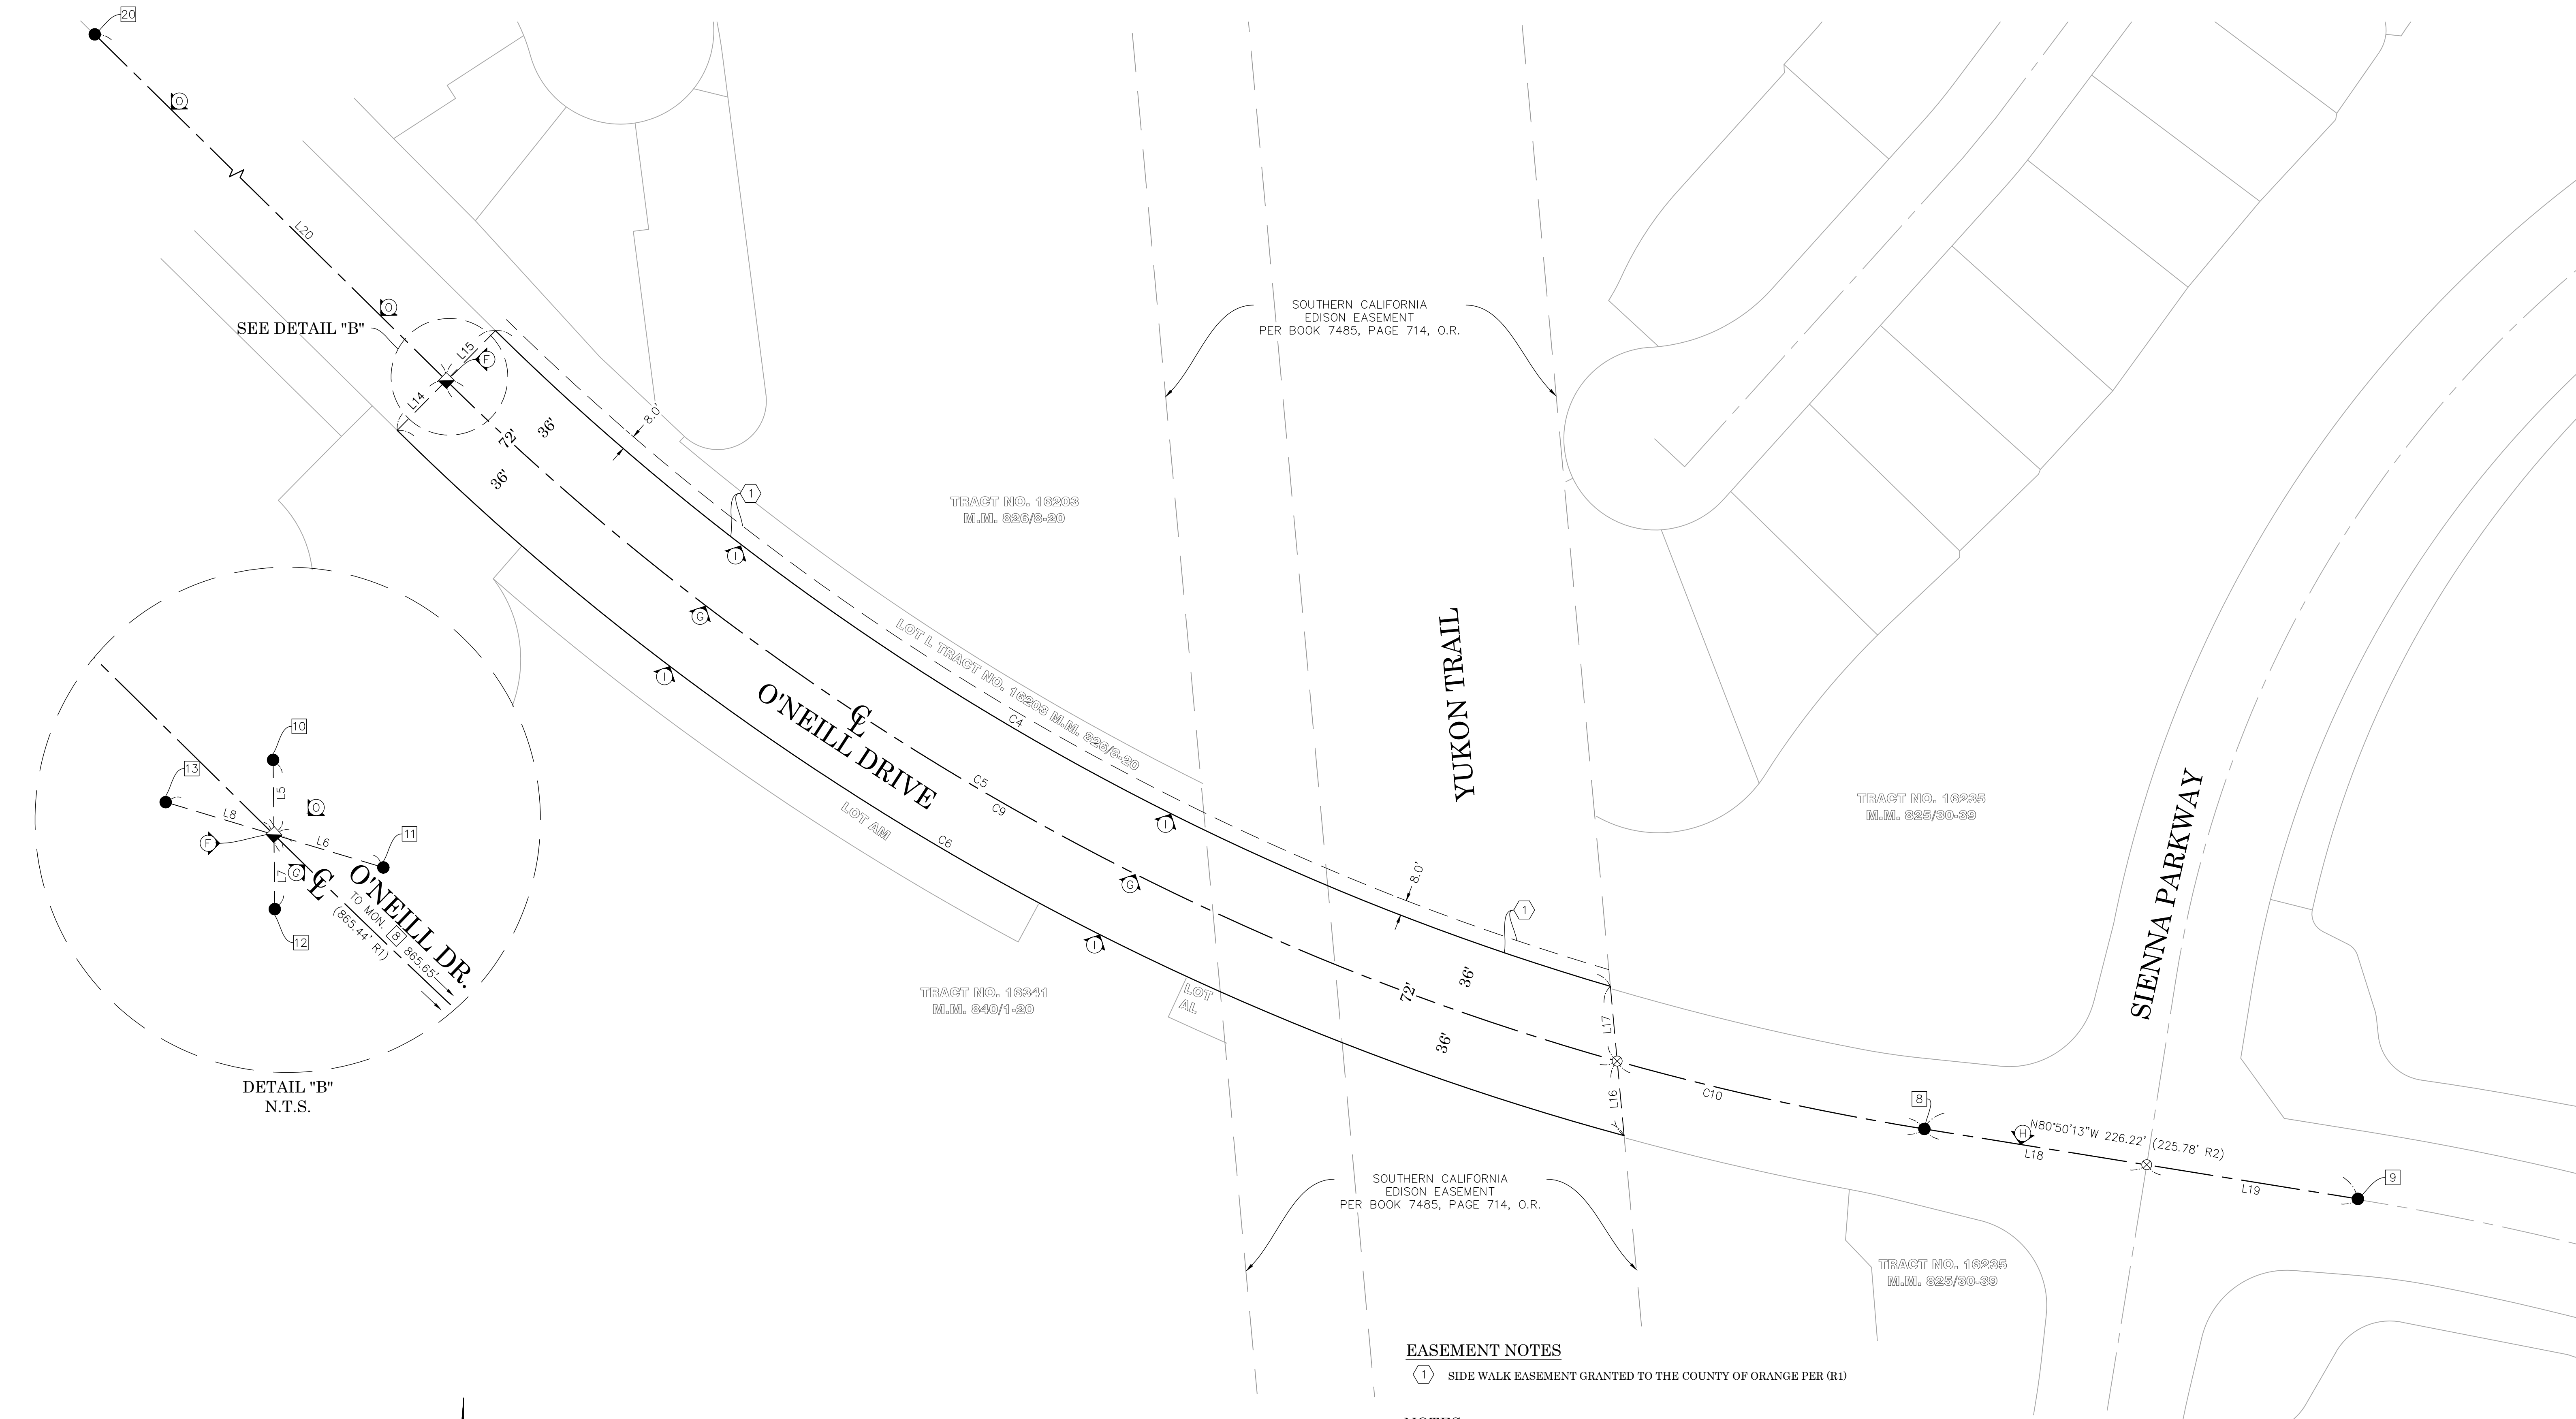 20
O
L20
O
SEE DETAIL "B"
L15
F
L14
8.0'
36'
72'
36'
1
I
G
I
SOUTHERN CALIFORNIA
EDISON EASEMENT
PER BOOK 7485, PAGE 714, O.R.
TRACT NO. 16203
M.M. 826/8-20
LOT L TRACT NO. 16203 M.M. 826/8-20
C4
℄
O'NEILL DRIVE
C5
C9
LOT AM
C6
I
G
I
YUKON TRAIL
8.0'
1
TRACT NO. 16235
M.M. 825/30-39
SIENNA PARKWAY
10
13
L5
O
L8
L6
11
F
L7
G
℄
O'NEILL DR.
TO MON. 8 865.65'
(865.44' R1)
12
DETAIL "B"
N.T.S.
TRACT NO. 16341
M.M. 840/1-20
LOT
AL
36'
72'
36'
L17
L16
C10
8
H
N80°50'13"W 226.22' (225.78' R2)
L18
L19
9
SOUTHERN CALIFORNIA
EDISON EASEMENT
PER BOOK 7485, PAGE 714, O.R.
TRACT NO. 16235
M.M. 825/30-39
EASEMENT NOTES
1 SIDE WALK EASEMENT GRANTED TO THE COUNTY OF ORANGE PER (R1)